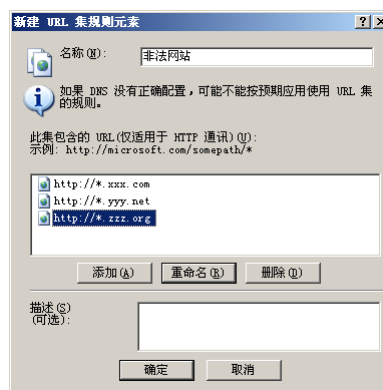 新建 URL 集规则元素
名称(N): 非法网站
如果 DNS 没有正确配置，可能不能按预期应用使用 URL 集
的规则。
此集包含的 URL(仅适用于 HTTP 通讯)(U):
示例: http://microsoft.com/somepath/*
http://*.xxx.com
http://*.yyy.net
http://*.zzz.org
添加(A) 重命名(R) 删除(D)
描述(S)
(可选):
确定 取消